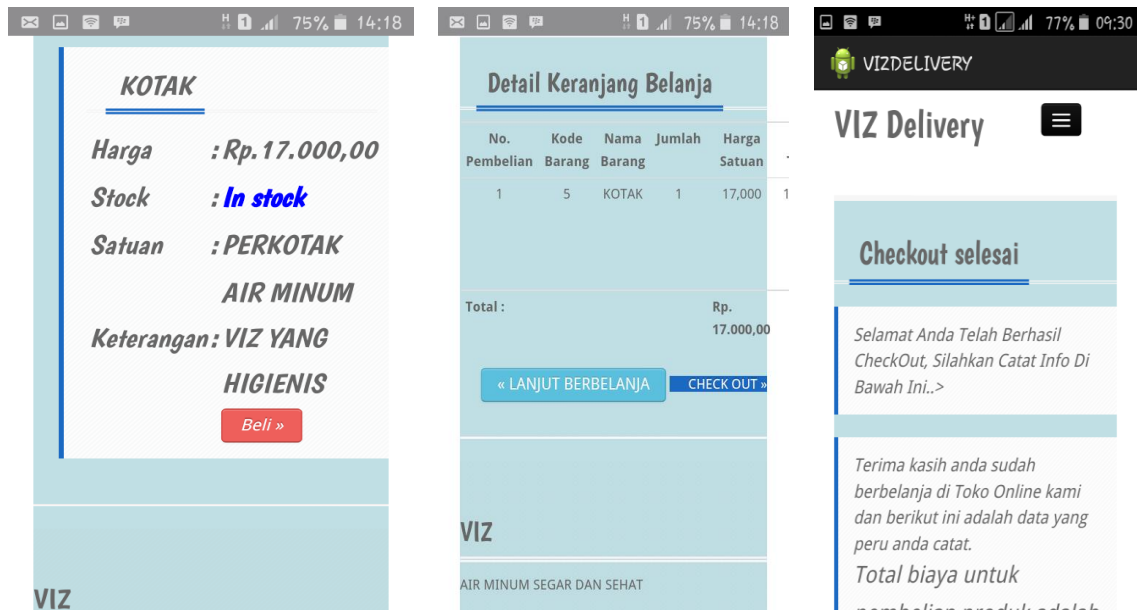 75% 14:18
KOTAK
Harga : Rp. 17.000,00
Stock : In stock
Satuan : PERKOTAK
AIR MINUM
Keterangan : VIZ YANG
HIGIENIS
Beli »
VIZ
75% 14:18
Detail Keranjang Belanja
No. Kode Nama Jumlah Harga
Pembelian Barang Barang Satuan
1 5 KOTAK 1 17,000 1
Total : Rp.
17.000,00
« LANJUT BERBELANJA CHECK OUT »
VIZ
AIR MINUM SEGAR DAN SEHAT
77% 09:30
VIZDELIVERY
VIZ Delivery
Checkout selesai
Selamat Anda Telah Berhasil
CheckOut, Silahkan Catat Info Di
Bawah Ini..>
Terima kasih anda sudah
berbelanja di Toko Online kami
dan berikut ini adalah data yang
peru anda catat.
Total biaya untuk
pembelian produk adalah